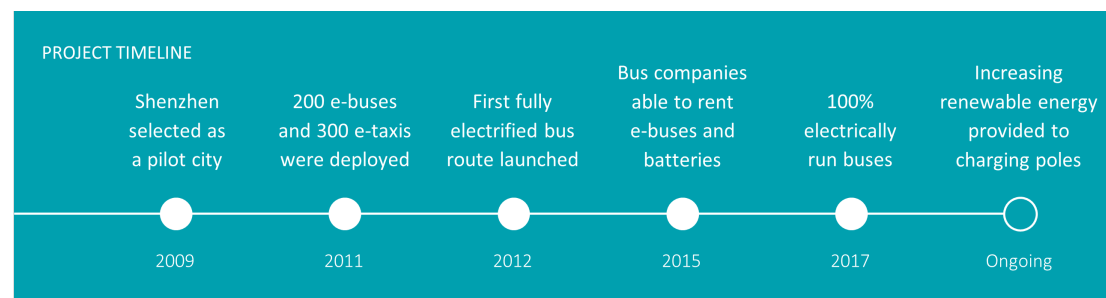 PROJECT TIMELINE
Shenzhen
selected as
a pilot city
2009
200 e-buses
and 300 e-taxis
were deployed
2011
First fully
electrified bus
route launched
2012
Bus companies
able to rent
e-buses and
batteries
2015
100%
electrically
run buses
2017
Increasing
renewable energy
provided to
charging poles
Ongoing